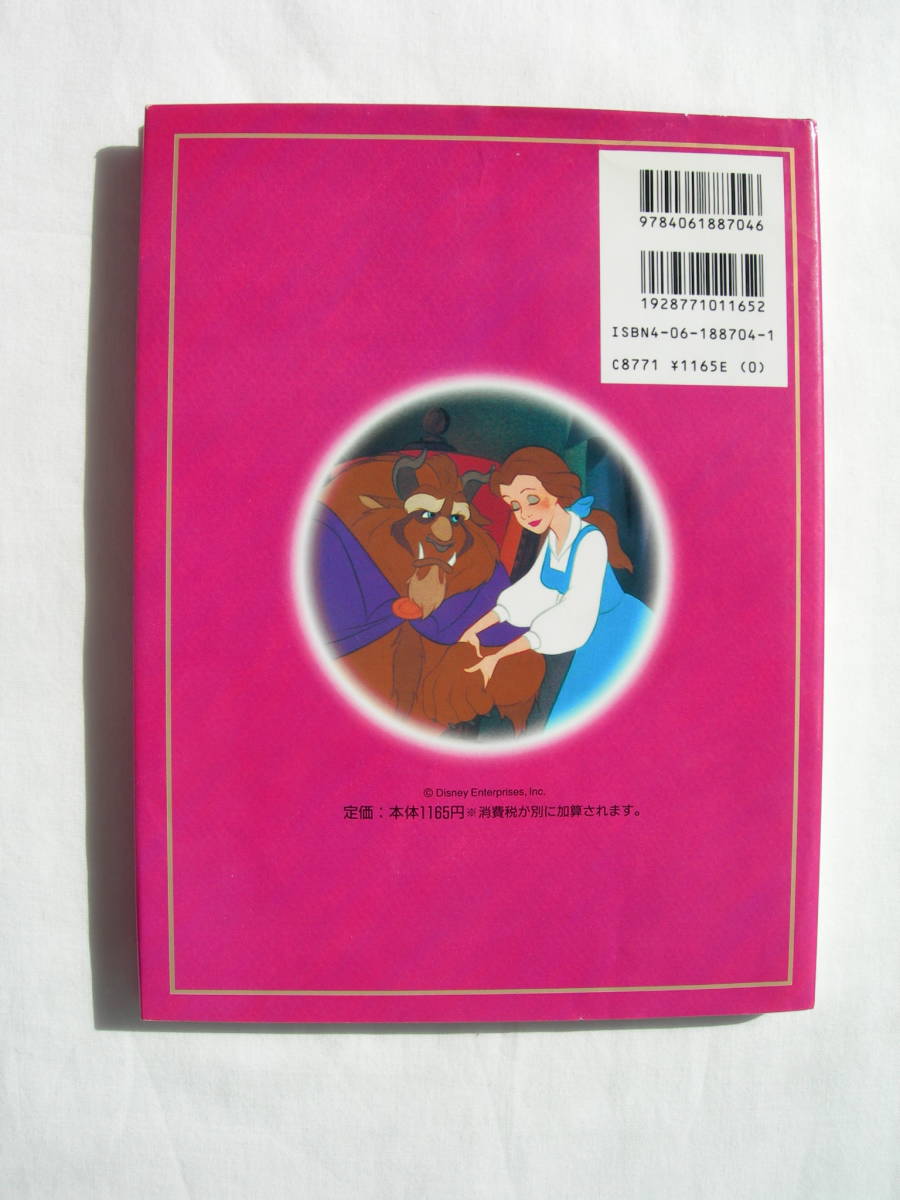 9784061887046
1928771011652
ISBN4-06-188704-1
C8771 ¥1165E (0)
© Disney Enterprises, Inc.
定価：本体1165円※消費税が別に加算されます。